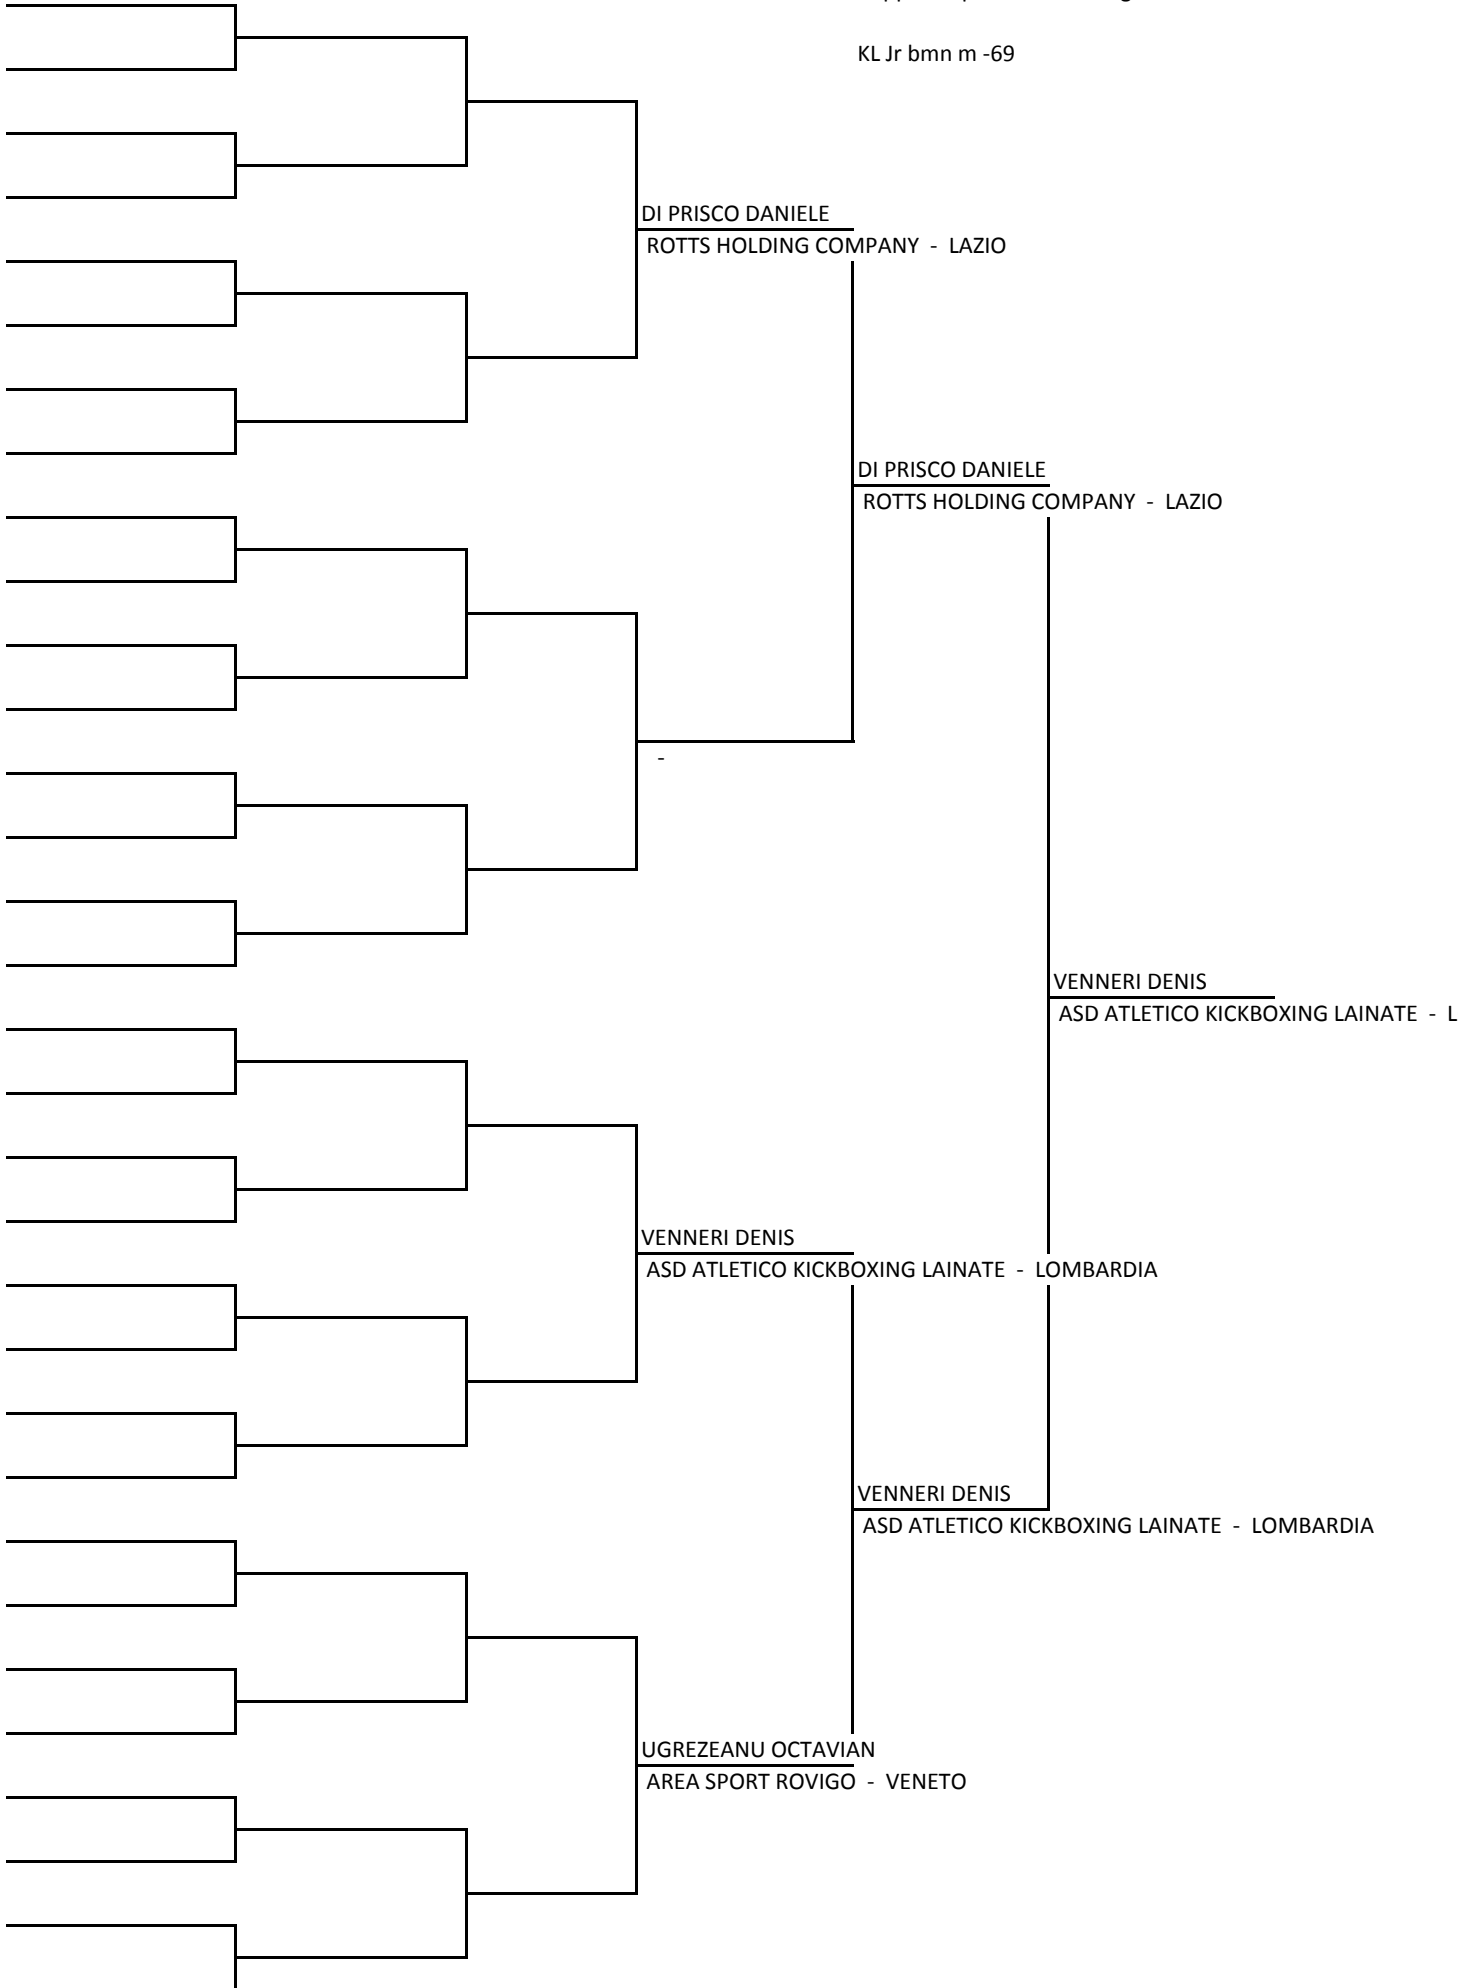 KL Jr bmn m -69
DI PRISCO DANIELE
ROTTS HOLDING COMPANY - LAZIO
DI PRISCO DANIELE
ROTTS HOLDING COMPANY - LAZIO
-
VENNERI DENIS
ASD ATLETICO KICKBOXING LAINATE - L
VENNERI DENIS
ASD ATLETICO KICKBOXING LAINATE - LOMBARDIA
VENNERI DENIS
ASD ATLETICO KICKBOXING LAINATE - LOMBARDIA
UGREZEANU OCTAVIAN
AREA SPORT ROVIGO - VENETO